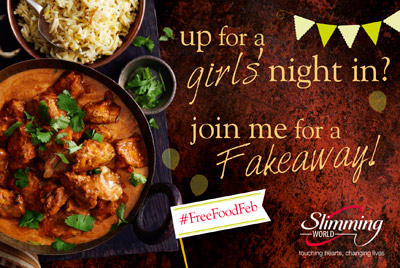 up for a
girls' night in?
join me for a
Fakeaway!
#FreeFoodFeb
Slimming
WORLD
touching hearts, changing lives